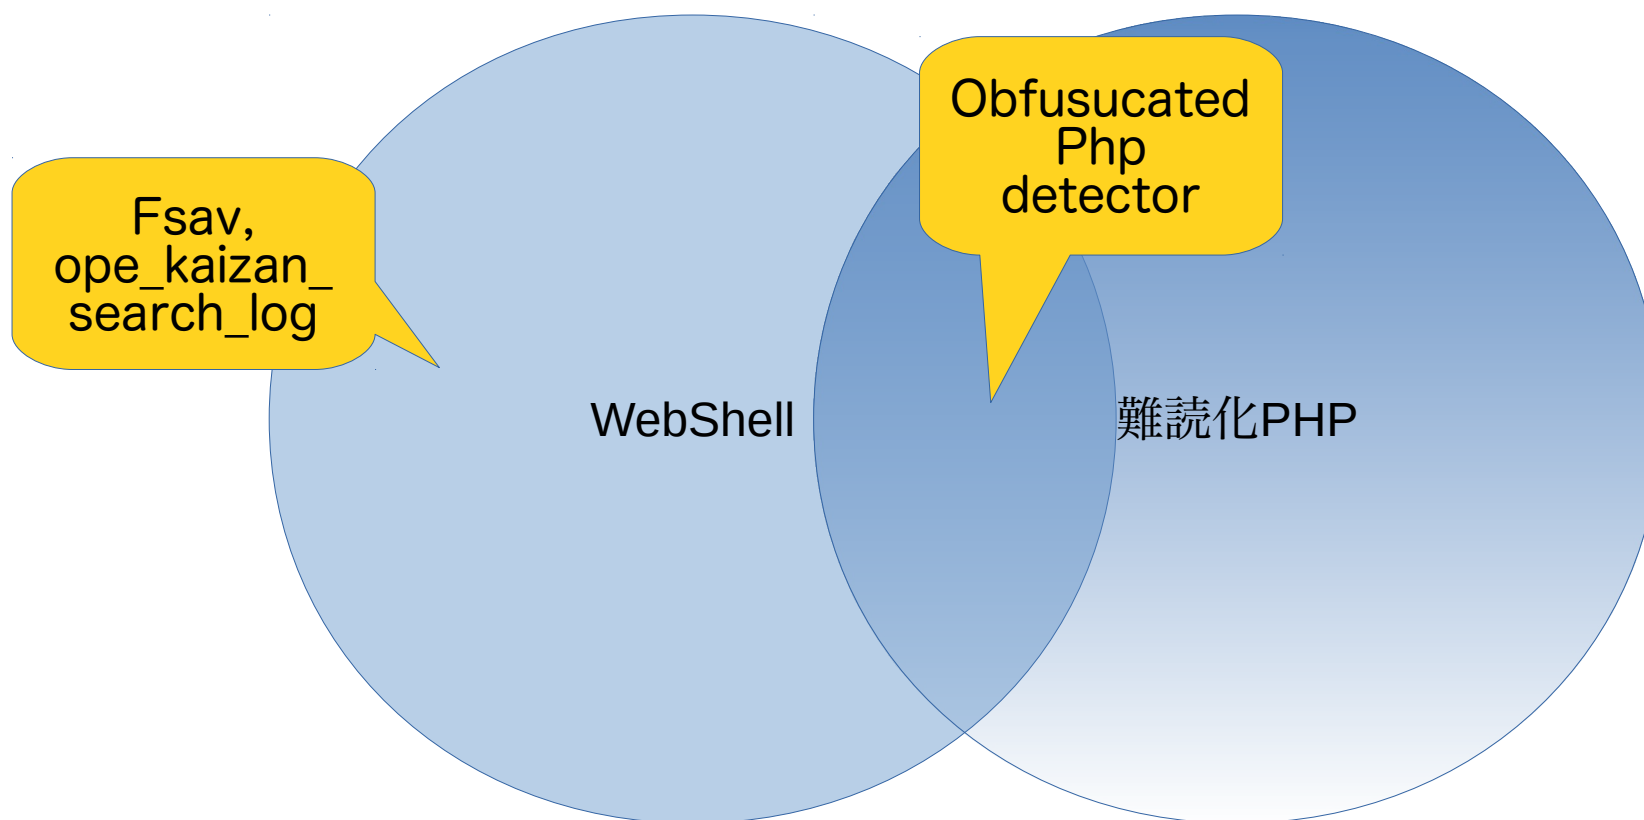 Obfusucated
Php
detector
Fsav,
ope_kaizan_
search_log
WebShell
難読化PHP